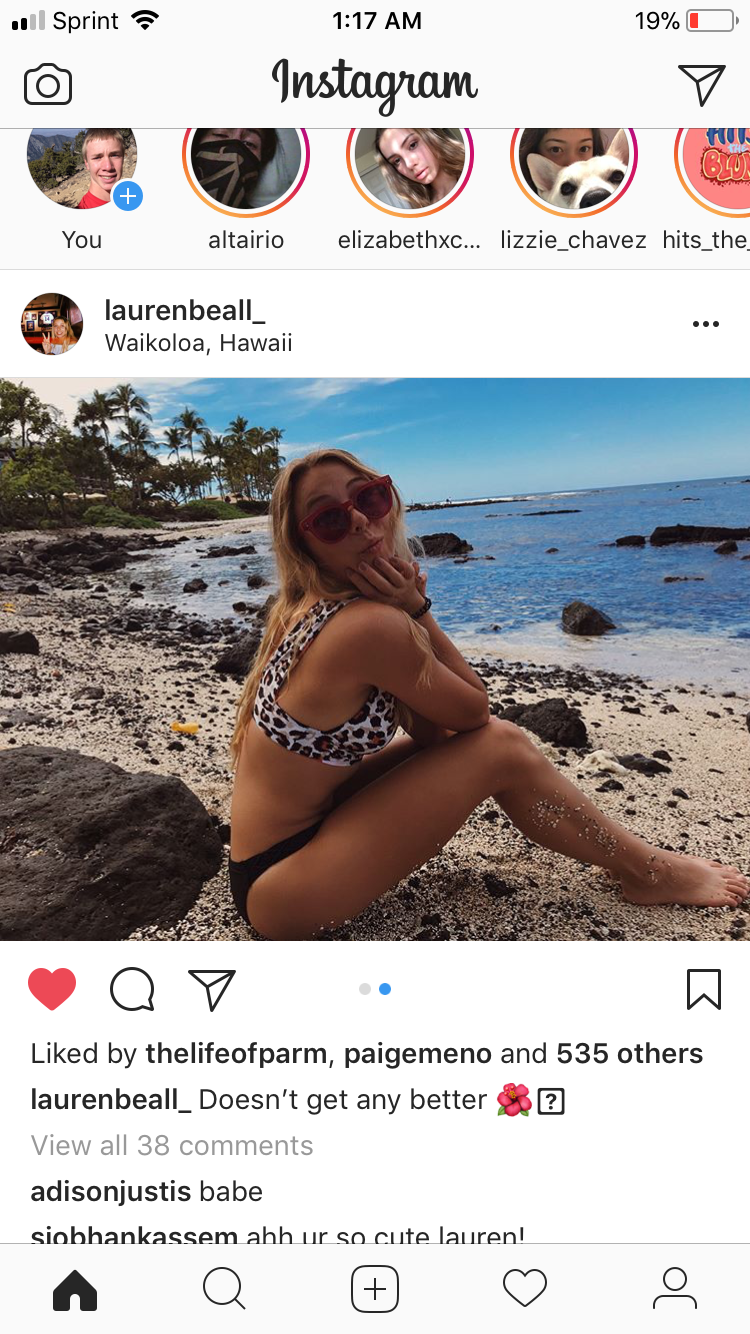 Sprint 1:17 AM 19%
Instagram
You altairio elizabethxc... lizzie_chavez hits_the_
laurenbeall_
Waikoloa, Hawaii
Liked by thelifeofparm, paigemeno and 535 others
laurenbeall_ Doesn’t get any better 🌺⍰
View all 38 comments
adisonjustis babe
siobhankassem ahh ur so cute lauren!